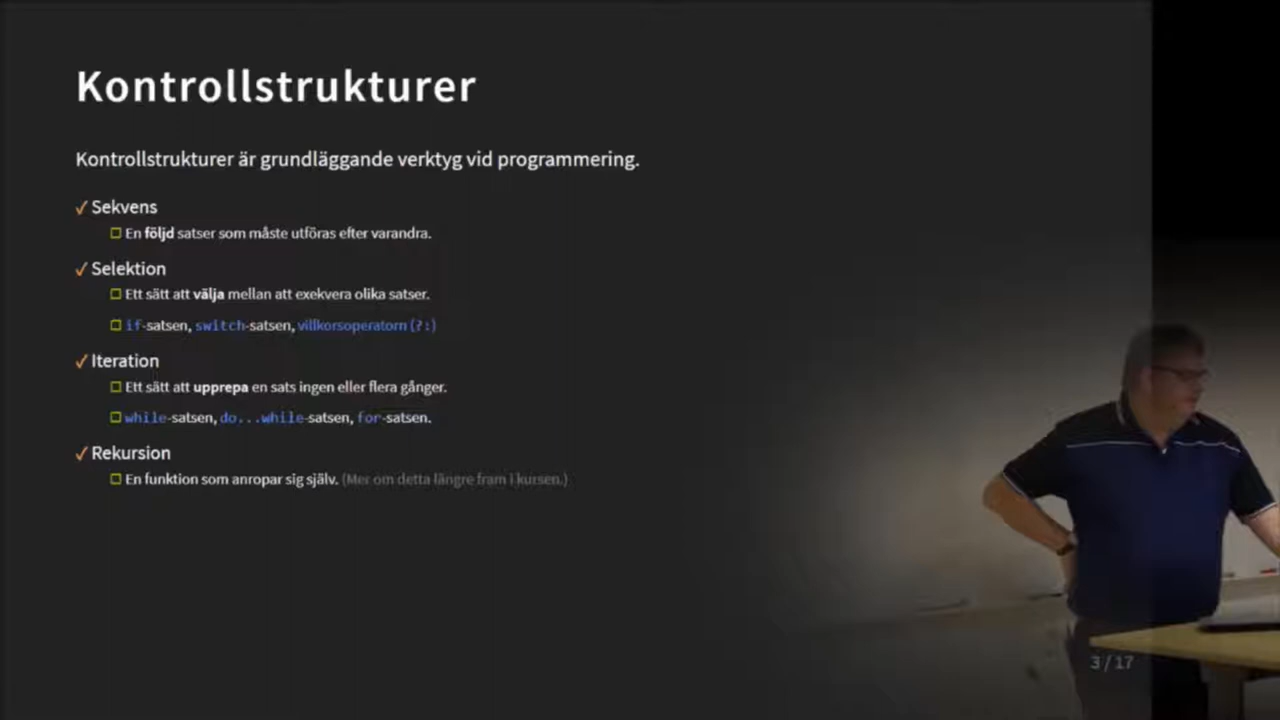 Kontrollstrukturer
Kontrollstrukturer är grundläggande verktyg vid programmering.
Sekvens
En följd satser som måste utföras efter varandra.
Selektion
Ett sätt att välja mellan att exekvera olika satser.
if-satsen, switch-satsen, villkorsoperatorn (?:)
Iteration
Ett sätt att upprepa en sats ingen eller flera gånger.
while-satsen, do...while-satsen, for-satsen.
Rekursion
En funktion som anropar sig själv. (Mer om detta längre fram i kursen.)
3 / 17